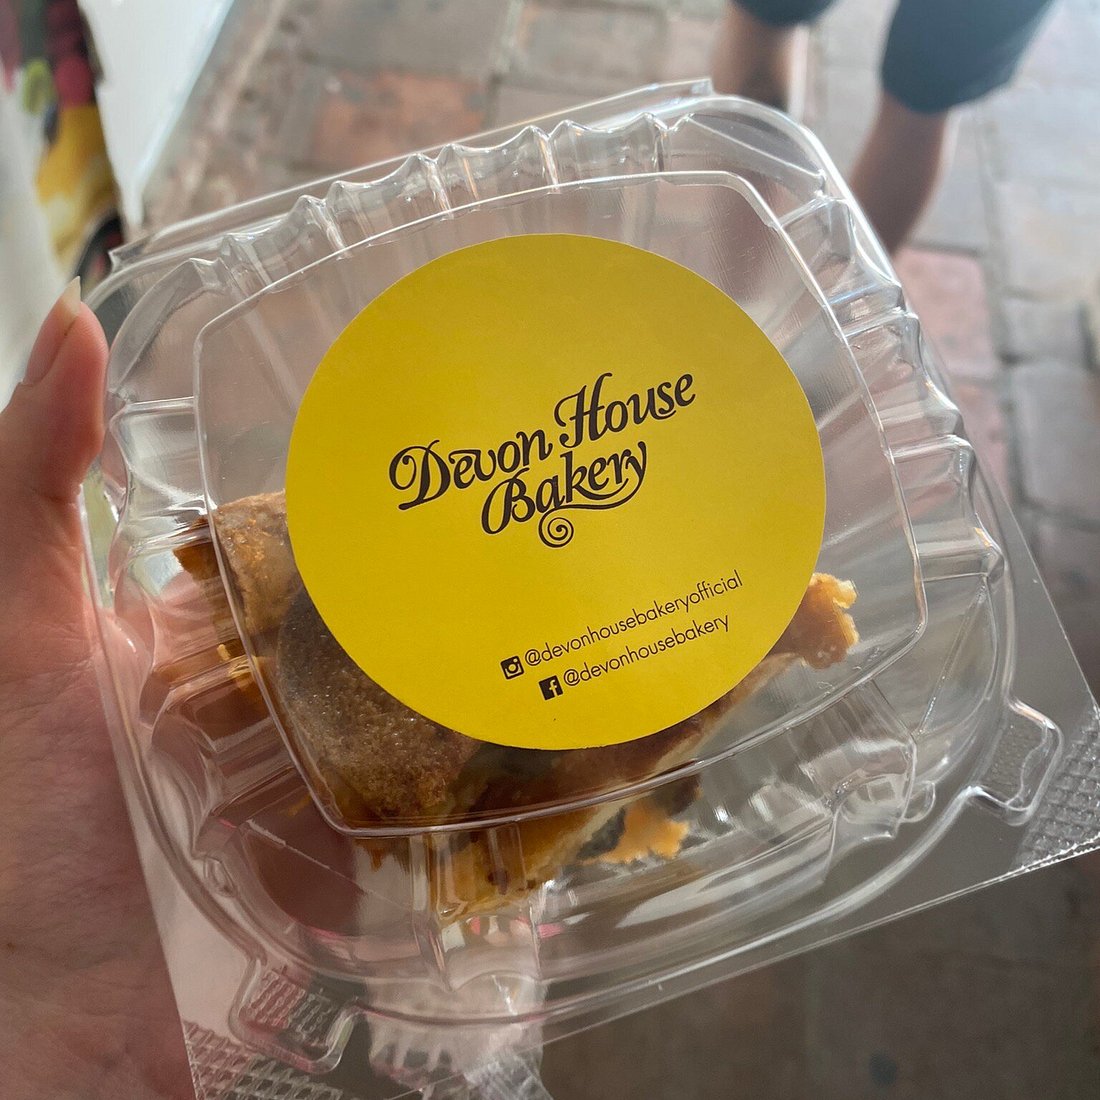 Devon House
Bakery
@devonhousebakeryofficial
@devonhousebakery